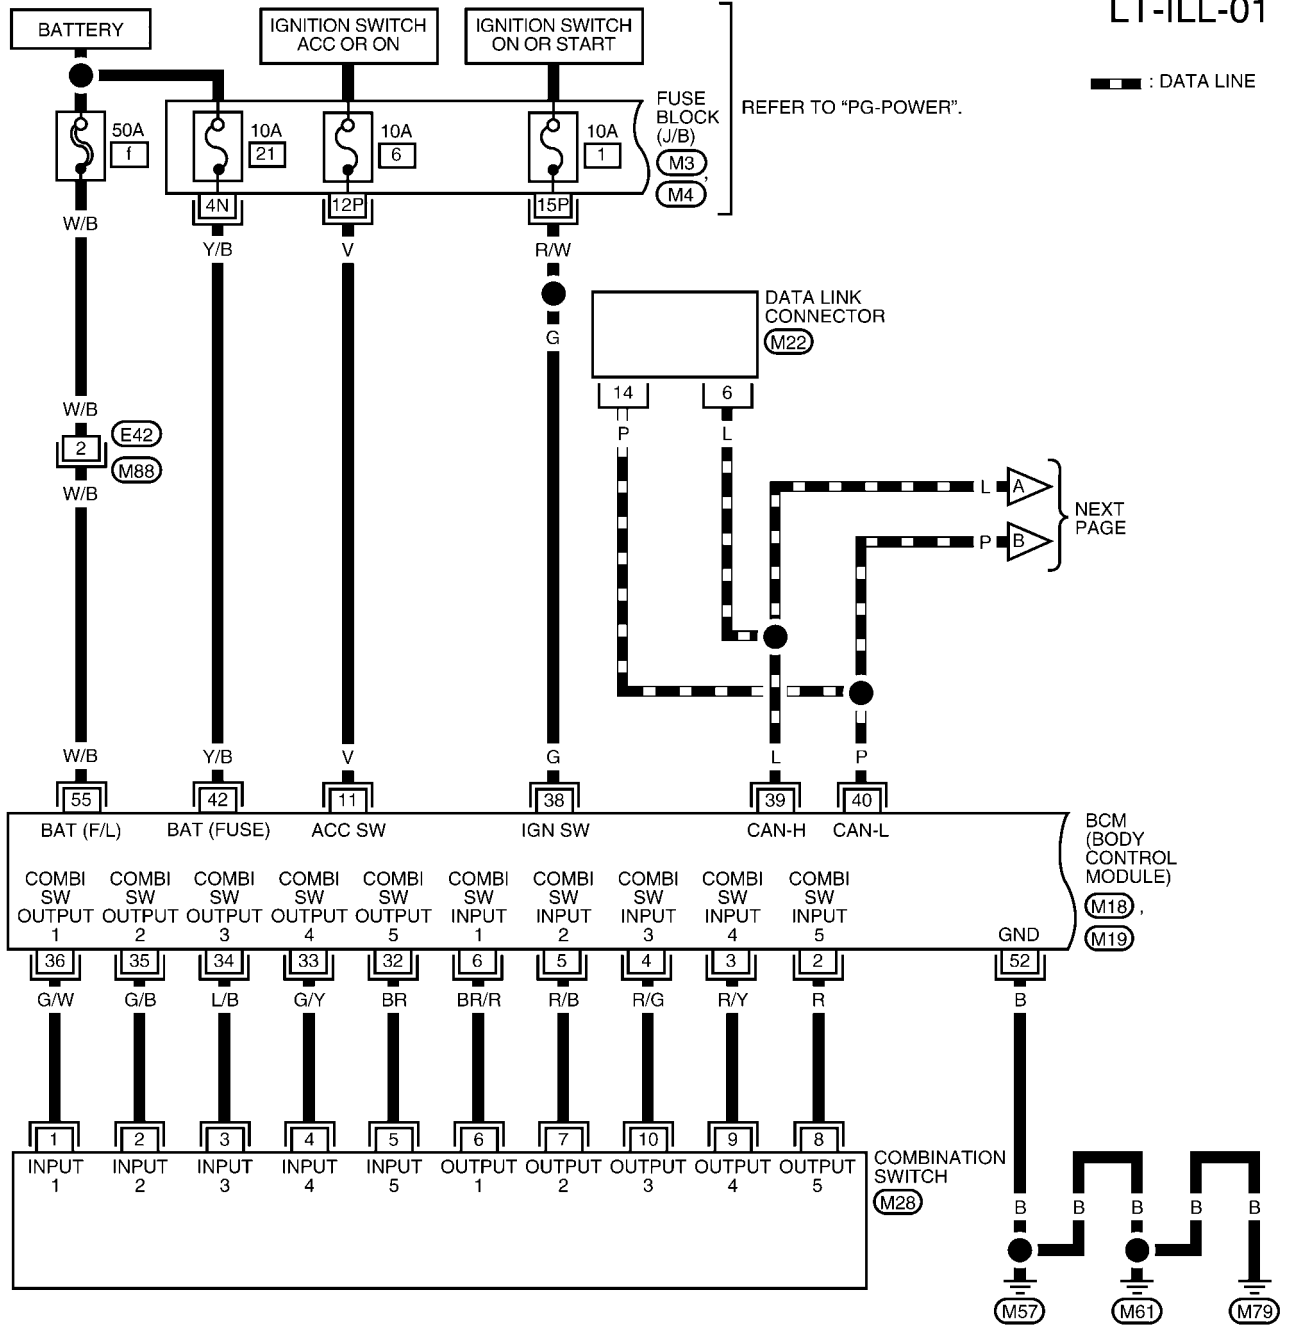 LT-ILL-01
BATTERY
IGNITION SWITCH
ACC OR ON
IGNITION SWITCH
ON OR START
: DATA LINE
50A
f
10A
21
10A
6
10A
1
FUSE
BLOCK
(J/B)
M3 ,
M4
REFER TO “PG-POWER”.
4N
12P
15P
W/B
Y/B
V
R/W
G
DATA LINK
CONNECTOR
M22
14
6
P
L
W/B
2
E42
M88
W/B
L
A
P
B
NEXT
PAGE
W/B
Y/B
V
G
L
P
55
42
11
38
39
40
BAT (F/L)
BAT (FUSE)
ACC SW
IGN SW
CAN-H
CAN-L
BCM
(BODY
CONTROL
MODULE)
M18 ,
M19
COMBI
SW
OUTPUT
1
COMBI
SW
OUTPUT
2
COMBI
SW
OUTPUT
3
COMBI
SW
OUTPUT
4
COMBI
SW
OUTPUT
5
COMBI
SW
INPUT
1
COMBI
SW
INPUT
2
COMBI
SW
INPUT
3
COMBI
SW
INPUT
4
COMBI
SW
INPUT
5
GND
36
35
34
33
32
6
5
4
3
2
52
G/W
G/B
L/B
G/Y
BR
BR/R
R/B
R/G
R/Y
R
B
1
2
3
4
5
6
7
10
9
8
INPUT
1
INPUT
2
INPUT
3
INPUT
4
INPUT
5
OUTPUT
1
OUTPUT
2
OUTPUT
3
OUTPUT
4
OUTPUT
5
COMBINATION
SWITCH
M28
B
B
B
B
B
M57
M61
M79